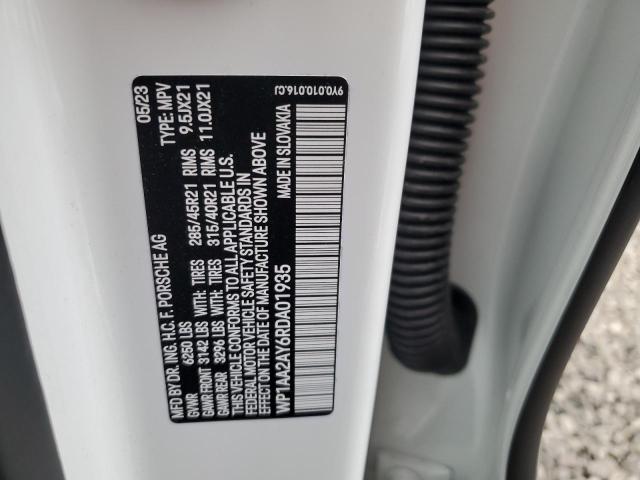 MFD BY DR. ING. H.C. F. PORSCHE AG 05/23
GVWR 6250 LBS TYPE: MPV
GAWR FRONT 3142 LBS WITH: TIRES 285/45R21 RIMS 9.5JX21
GAWR REAR 3296 LBS WITH: TIRES 315/40R21 RIMS 11.0JX21
THIS VEHICLE CONFORMS TO ALL APPLICABLE U.S.
FEDERAL MOTOR VEHICLE SAFETY STANDARDS IN
EFFECT ON THE DATE OF MANUFACTURE SHOWN ABOVE
WP1AA2AY6RDA01935 MADE IN SLOVAKIA
9Y0.010.016.CJ